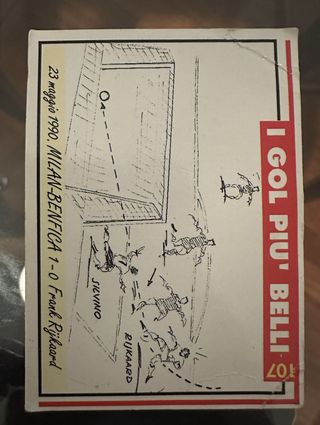 I GOL PIU' BELLI
107
SILVINO
RIJKAARD
23 maggio 1990, MILAN-BENFICA 1-0 Frank Rijkaard